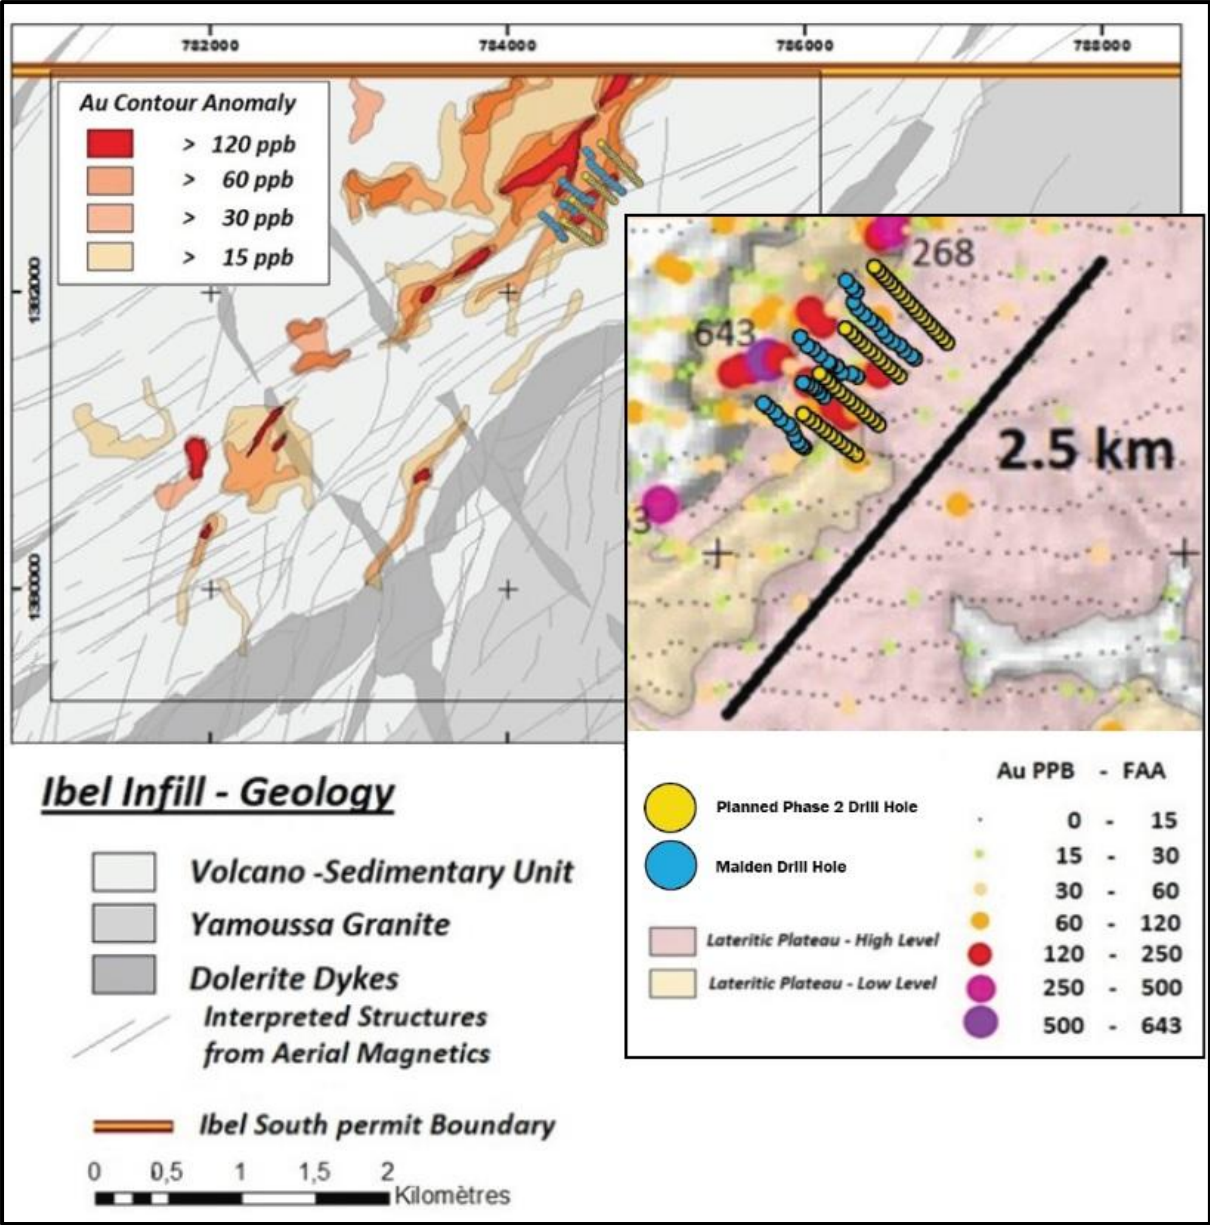 782000
784000
786000
788000
Au Contour Anomaly
> 120 ppb
> 60 ppb
> 30 ppb
> 15 ppb
1382000
1380000
268
643
2.5 km
3
Ibel Infill - Geology
Volcano -Sedimentary Unit
Yamoussa Granite
Dolerite Dykes
Interpreted Structures
from Aerial Magnetics
Ibel South permit Boundary
0 0,5 1 1,5 2
Kilomètres
Planned Phase 2 Drill Hole
Maiden Drill Hole
Lateritic Plateau - High Level
Lateritic Plateau - Low Level
Au PPB - FAA
0 - 15
15 - 30
30 - 60
60 - 120
120 - 250
250 - 500
500 - 643